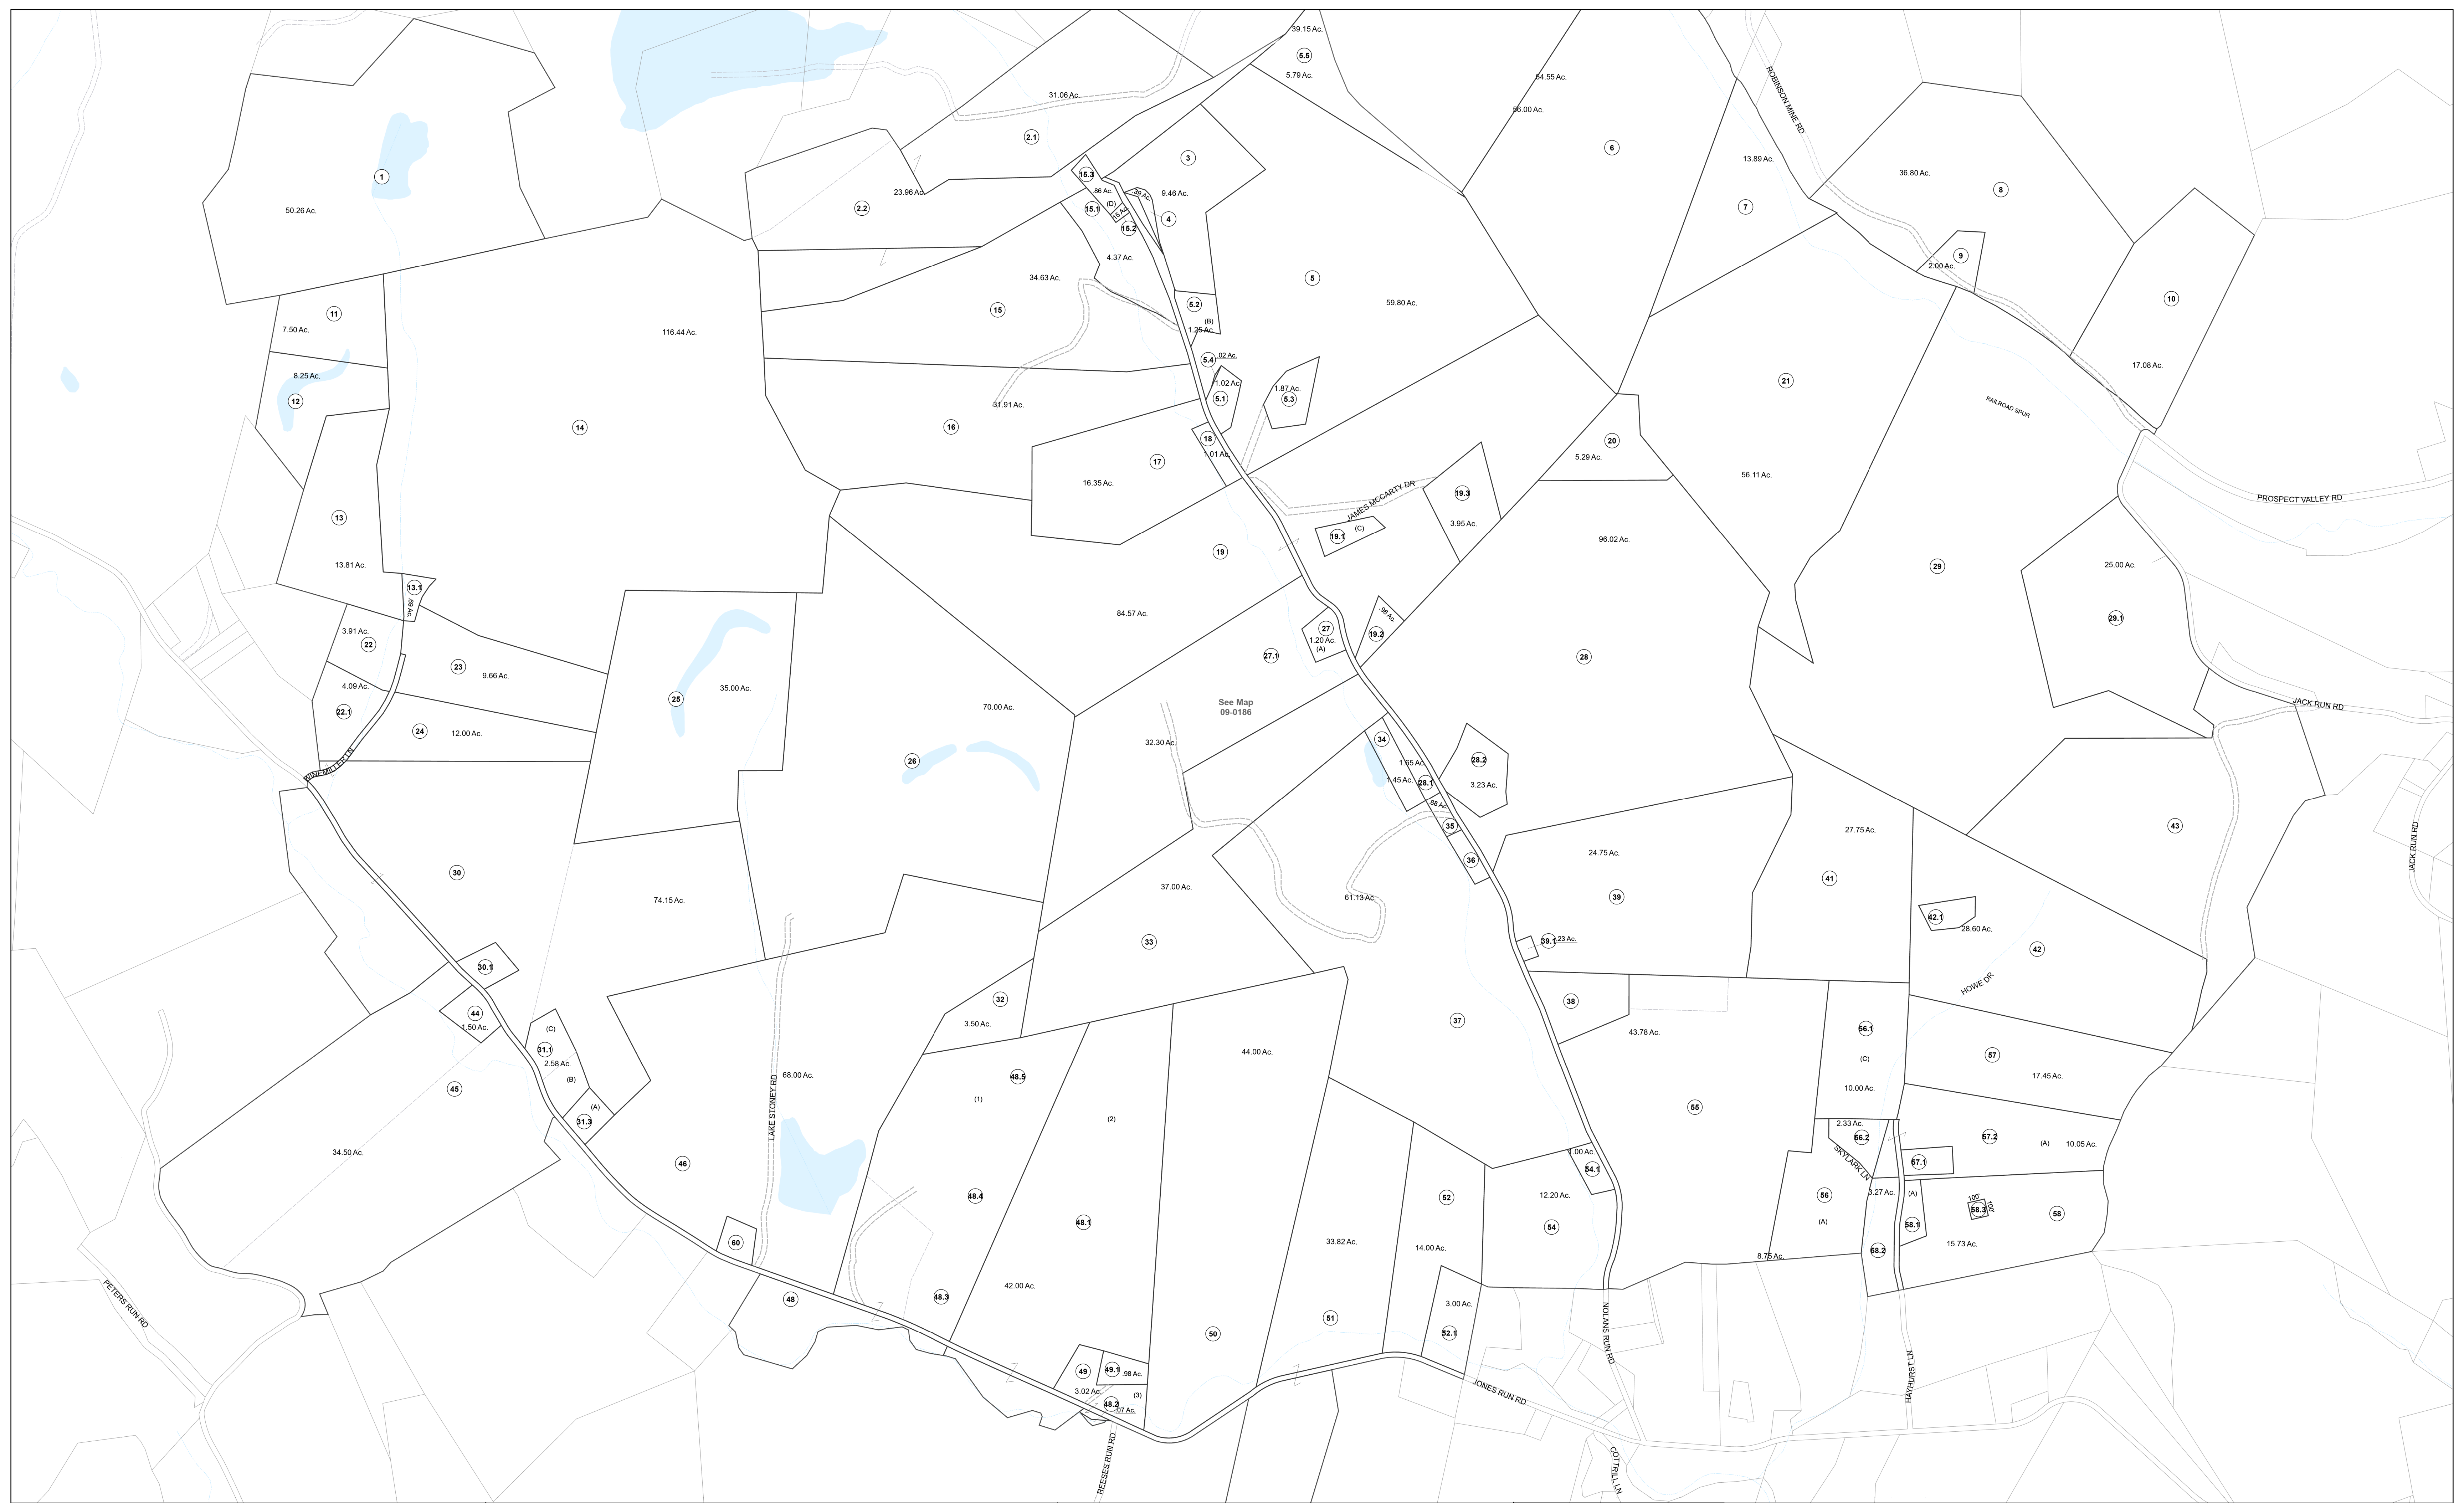 39.15 Ac.
5.5
5.79 Ac.
54.55 Ac.
56.00 Ac.
ROBINSON MINE RD
31.06 Ac.
2.1
3
6
13.89 Ac.
36.80 Ac.
8
1
15.3
.86 Ac.
.39 Ac.
9.46 Ac.
23.96 Ac.
50.26 Ac.
2.2
15.1
(D)
.15 Ac.
4
15.2
7
4.37 Ac.
9
2.00 Ac.
34.63 Ac.
5
10
11
7.50 Ac.
15
5.2
59.80 Ac.
(B)
1.25 Ac.
116.44 Ac.
5.4
.02 Ac.
17.08 Ac.
8.25 Ac.
12
1.02 Ac.
5.1
1.87 Ac.
5.3
21
31.91 Ac.
RAILROAD SPUR
14
16
18
1.01 Ac.
20
5.29 Ac.
17
16.35 Ac.
56.11 Ac.
JAMES MCCARTY DR
19.3
3.95 Ac.
PROSPECT VALLEY RD
13
19.1
(C)
96.02 Ac.
19
13.81 Ac.
29
25.00 Ac.
13.1
.69 Ac.
84.57 Ac.
.98 Ac.
29.1
3.91 Ac.
22
27
1.20 Ac.
(A)
19.2
27.1
28
23
9.66 Ac.
4.09 Ac.
22.1
35.00 Ac.
25
See Map
09-0186
70.00 Ac.
JACK RUN RD
24
12.00 Ac.
32.30 Ac.
34
1.65 Ac.
28.2
WINEMILLER LN
26
1.45 Ac.
28.1
3.23 Ac.
.88 Ac.
35
27.75 Ac.
43
JACK RUN RD
24.75 Ac.
36
30
37.00 Ac.
41
74.15 Ac.
61.13 Ac.
39
42.1
28.60 Ac.
33
39.1
.23 Ac.
42
30.1
HOWE DR
32
38
44
1.50 Ac.
3.50 Ac.
37
43.78 Ac.
(C)
56.1
31.1
2.58 Ac.
44.00 Ac.
57
(C)
(B)
68.00 Ac.
48.5
17.45 Ac.
45
10.00 Ac.
LAKE STONEY RD
(1)
(A)
31.3
(2)
55
2.33 Ac.
56.2
57.2
(A)
10.05 Ac.
34.50 Ac.
46
1.00 Ac.
54.1
SKYLARK LN
57.1
48.4
52
12.20 Ac.
56
3.27 Ac.
(A)
100'
100'
58.3
58
48.1
54
(A)
58.1
60
33.82 Ac.
14.00 Ac.
58.2
15.73 Ac.
8.75 Ac.
PETERS RUN RD
48
48.3
42.00 Ac.
3.00 Ac.
51
52.1
50
NOLANS RUN RD
49
49.1
.98 Ac.
HAYHURST LN
3.02 Ac.
(3)
48.2
.07 Ac.
JONES RUN RD
REESES RUN RD
COTTRILL LN